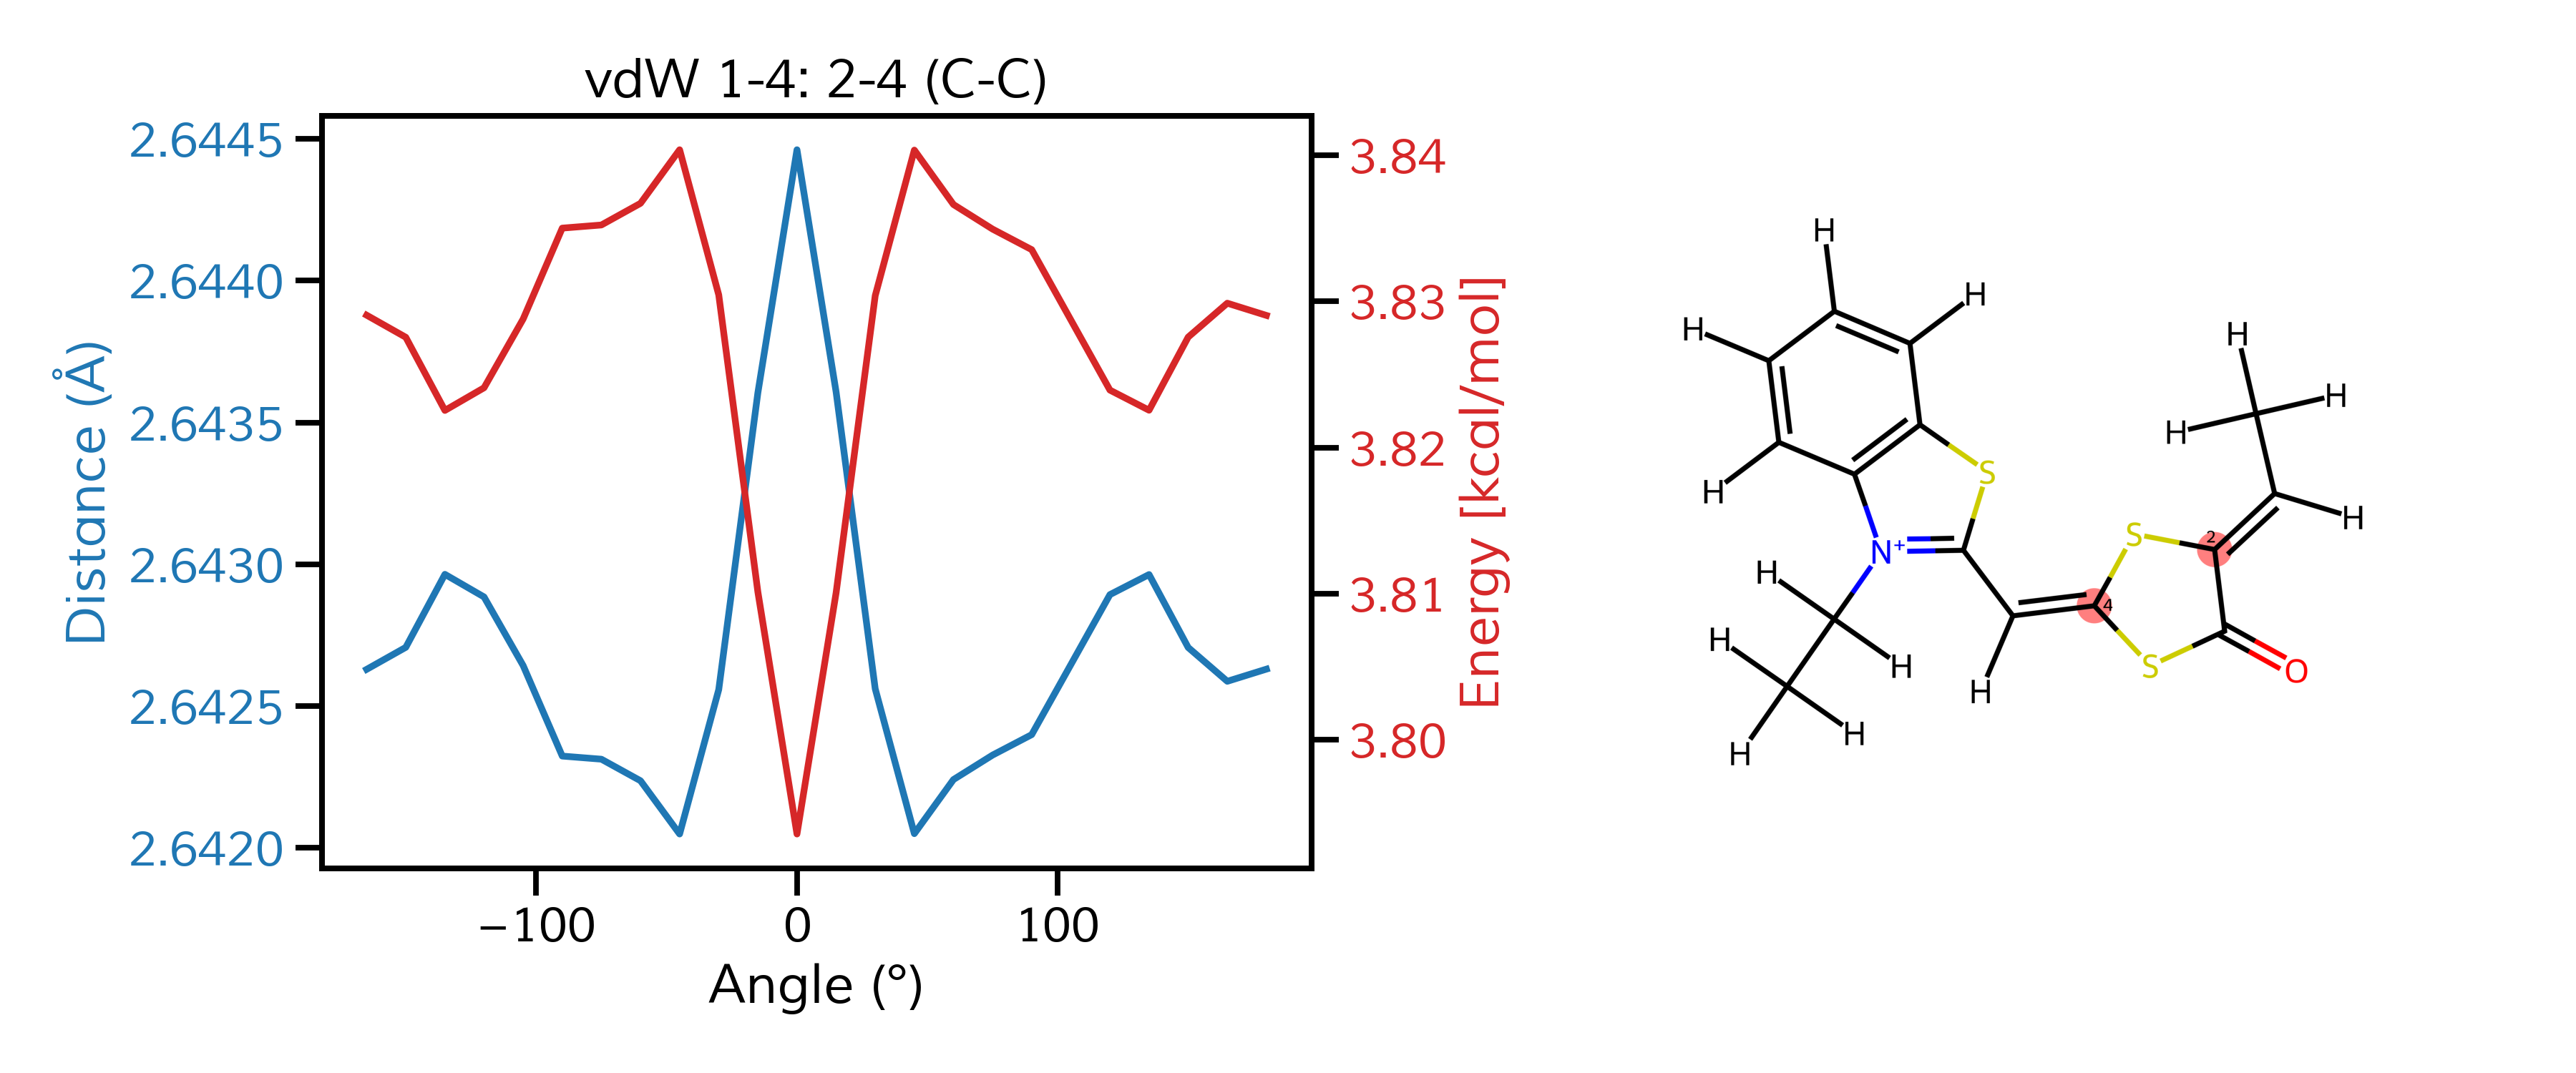 vdW 1-4: 2-4 (C-C)
2.6445
2.6440
2.6435
2.6430
2.6425
2.6420
Distance (Å)
3.84
3.83
3.82
3.81
3.80
Energy [kcal/mol]
−100
0
100
Angle (°)
H
H
H
H
H
H
H
S
H
S
2
N+
H
H
4
H
H
S
O
H
H
H